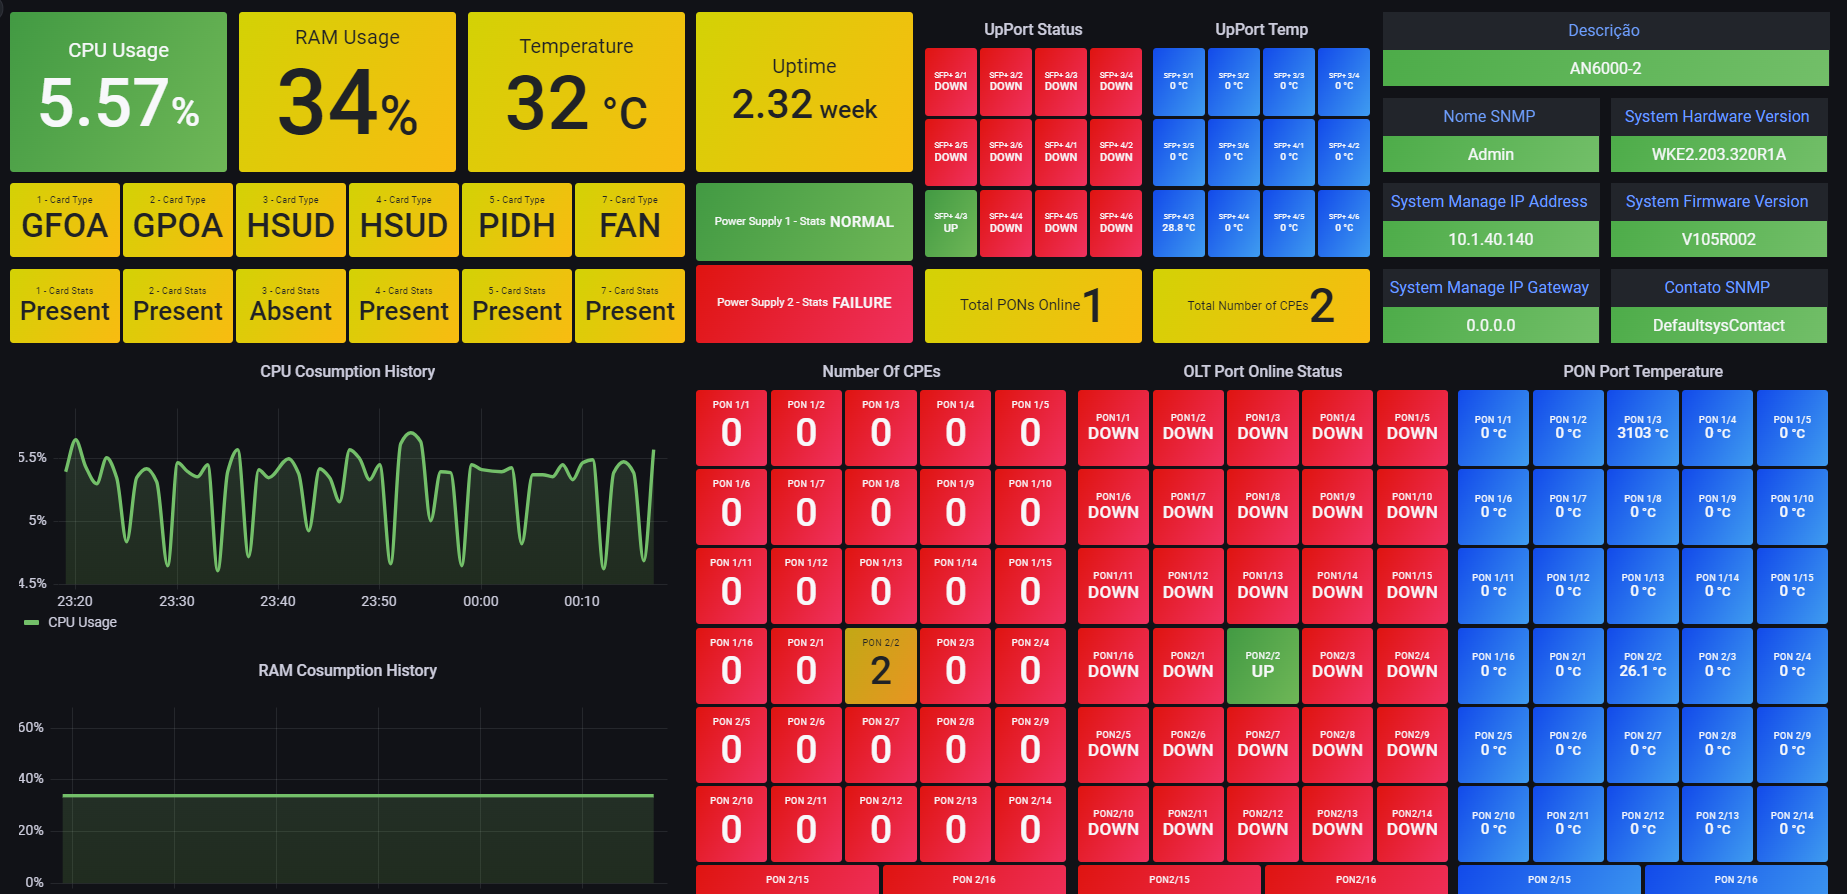 CPU Usage
5.57%
RAM Usage
34%
Temperature
32 °C
Uptime
2.32 week
1 - Card Type
GFOA
2 - Card Type
GPOA
3 - Card Type
HSUD
4 - Card Type
HSUD
5 - Card Type
PIDH
7 - Card Type
FAN
1 - Card Stats
Present
2 - Card Stats
Present
3 - Card Stats
Absent
4 - Card Stats
Present
5 - Card Stats
Present
7 - Card Stats
Present
Power Supply 1 - Stats NORMAL
Power Supply 2 - Stats FAILURE
UpPort Status
SFP+ 3/1
DOWN
SFP+ 3/2
DOWN
SFP+ 3/3
DOWN
SFP+ 3/4
DOWN
SFP+ 3/5
DOWN
SFP+ 3/6
DOWN
SFP+ 4/1
DOWN
SFP+ 4/2
DOWN
SFP+ 4/3
UP
SFP+ 4/4
DOWN
SFP+ 4/5
DOWN
SFP+ 4/6
DOWN
UpPort Temp
SFP+ 3/1
0 °C
SFP+ 3/2
0 °C
SFP+ 3/3
0 °C
SFP+ 3/4
0 °C
SFP+ 3/5
0 °C
SFP+ 3/6
0 °C
SFP+ 4/1
0 °C
SFP+ 4/2
0 °C
SFP+ 4/3
28.8 °C
SFP+ 4/4
0 °C
SFP+ 4/5
0 °C
SFP+ 4/6
0 °C
Total PONs Online 1
Total Number of CPEs 2
Descrição
AN6000-2
Nome SNMP
Admin
System Hardware Version
WKE2.203.320R1A
System Manage IP Address
10.1.40.140
System Firmware Version
V105R002
System Manage IP Gateway
0.0.0.0
Contato SNMP
DefaultsysContact
CPU Cosumption History
5.5%
5%
4.5%
23:20 23:30 23:40 23:50 00:00 00:10
CPU Usage
RAM Cosumption History
60%
40%
20%
0%
Number Of CPEs
PON 1/1
0
PON 1/2
0
PON 1/3
0
PON 1/4
0
PON 1/5
0
PON 1/6
0
PON 1/7
0
PON 1/8
0
PON 1/9
0
PON 1/10
0
PON 1/11
0
PON 1/12
0
PON 1/13
0
PON 1/14
0
PON 1/15
0
PON 1/16
0
PON 2/1
0
PON 2/2
2
PON 2/3
0
PON 2/4
0
PON 2/5
0
PON 2/6
0
PON 2/7
0
PON 2/8
0
PON 2/9
0
PON 2/10
0
PON 2/11
0
PON 2/12
0
PON 2/13
0
PON 2/14
0
PON 2/15
PON 2/16
OLT Port Online Status
PON1/1
DOWN
PON1/2
DOWN
PON1/3
DOWN
PON1/4
DOWN
PON1/5
DOWN
PON1/6
DOWN
PON1/7
DOWN
PON1/8
DOWN
PON1/9
DOWN
PON1/10
DOWN
PON1/11
DOWN
PON1/12
DOWN
PON1/13
DOWN
PON1/14
DOWN
PON1/15
DOWN
PON1/16
DOWN
PON2/1
DOWN
PON2/2
UP
PON2/3
DOWN
PON2/4
DOWN
PON2/5
DOWN
PON2/6
DOWN
PON2/7
DOWN
PON2/8
DOWN
PON2/9
DOWN
PON2/10
DOWN
PON2/11
DOWN
PON2/12
DOWN
PON2/13
DOWN
PON2/14
DOWN
PON2/15
PON2/16
PON Port Temperature
PON 1/1
0 °C
PON 1/2
0 °C
PON 1/3
3103 °C
PON 1/4
0 °C
PON 1/5
0 °C
PON 1/6
0 °C
PON 1/7
0 °C
PON 1/8
0 °C
PON 1/9
0 °C
PON 1/10
0 °C
PON 1/11
0 °C
PON 1/12
0 °C
PON 1/13
0 °C
PON 1/14
0 °C
PON 1/15
0 °C
PON 1/16
0 °C
PON 2/1
0 °C
PON 2/2
26.1 °C
PON 2/3
0 °C
PON 2/4
0 °C
PON 2/5
0 °C
PON 2/6
0 °C
PON 2/7
0 °C
PON 2/8
0 °C
PON 2/9
0 °C
PON 2/10
0 °C
PON 2/11
0 °C
PON 2/12
0 °C
PON 2/13
0 °C
PON 2/14
0 °C
PON 2/15
PON 2/16